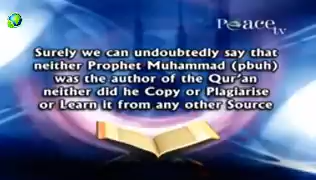 Peace tv
Surely we can undoubtedly say that
neither Prophet Muhammad (pbuh)
was the author of the Qur'an
neither did he Copy or Plagiarise
or Learn it from any other Source